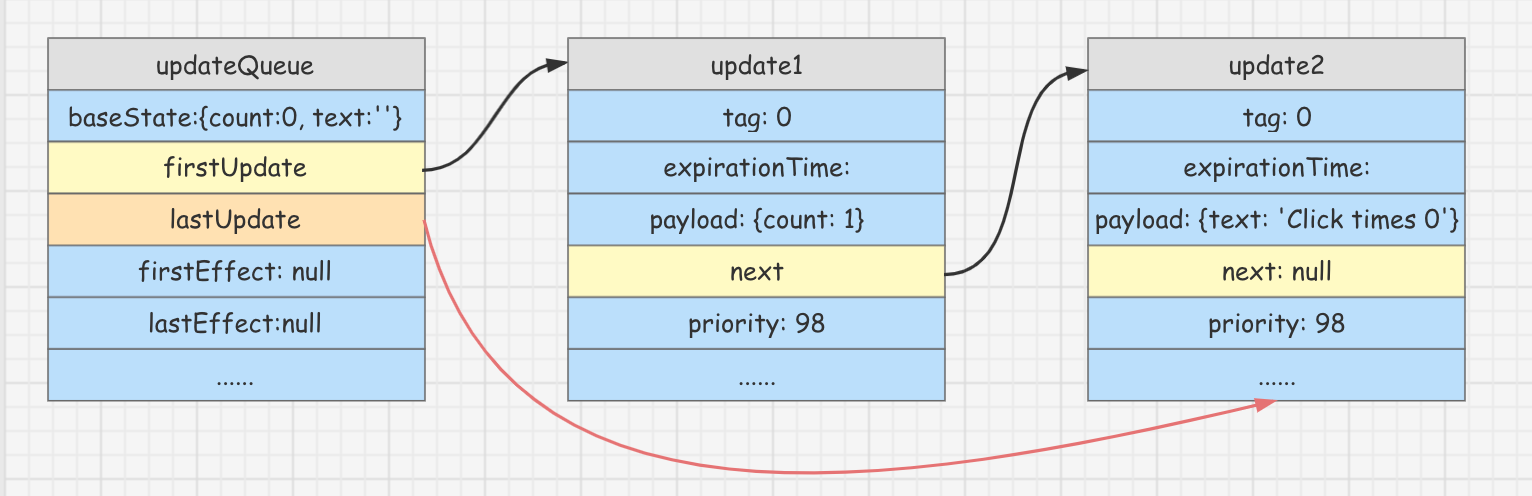 updateQueue
baseState:{count:0, text:''}
firstUpdate
lastUpdate
firstEffect: null
lastEffect:null
......
update1
tag: 0
expirationTime:
payload: {count: 1}
next
priority: 98
......
update2
tag: 0
expirationTime:
payload: {text: 'Click times 0'}
next: null
priority: 98
......